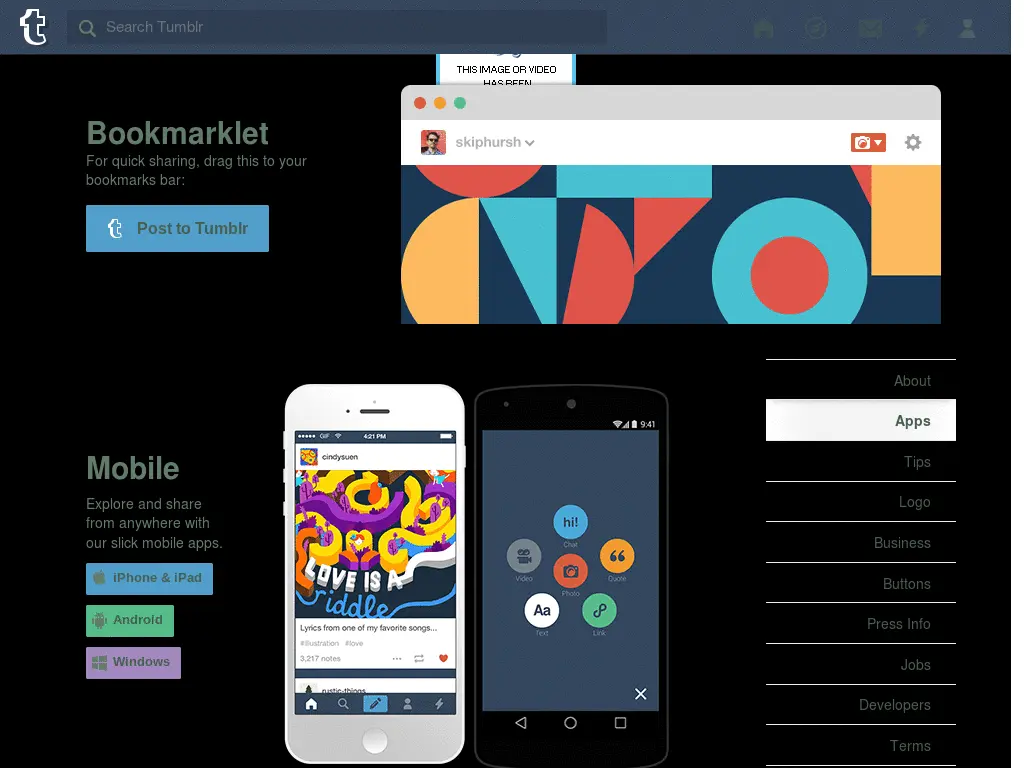 Search Tumblr
THIS IMAGE OR VIDEO
HAS BEEN
Bookmarklet
For quick sharing, drag this to your
bookmarks bar:
Post to Tumblr
skiphursh
Mobile
Explore and share
from anywhere with
our slick mobile apps.
iPhone & iPad
Android
Windows
GIF 4:21 PM
cindysuen
LOVE IS A
riddle
Lyrics from one of my favorite songs...
#illustration #love
3,217 notes
rustic-things
9:41
hi!
Chat
Video
Photo
Quote
Aa
Text
Link
About
Apps
Tips
Logo
Business
Buttons
Press Info
Jobs
Developers
Terms